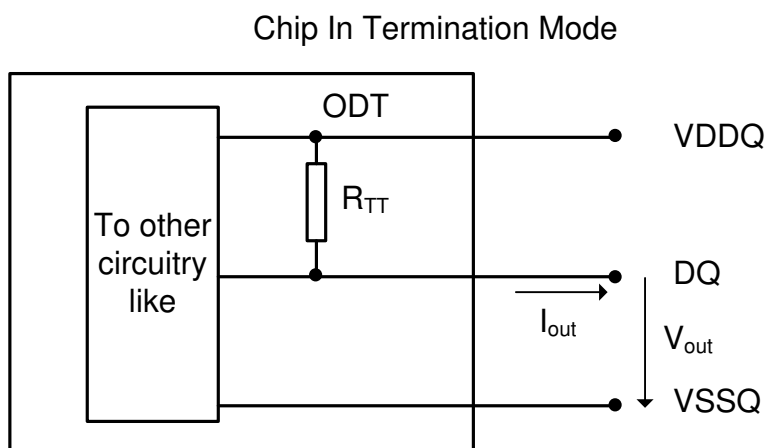 Chip In Termination Mode
ODT
VDDQ
R_TT
To other
circuitry
like
DQ
I_out
V_out
VSSQ